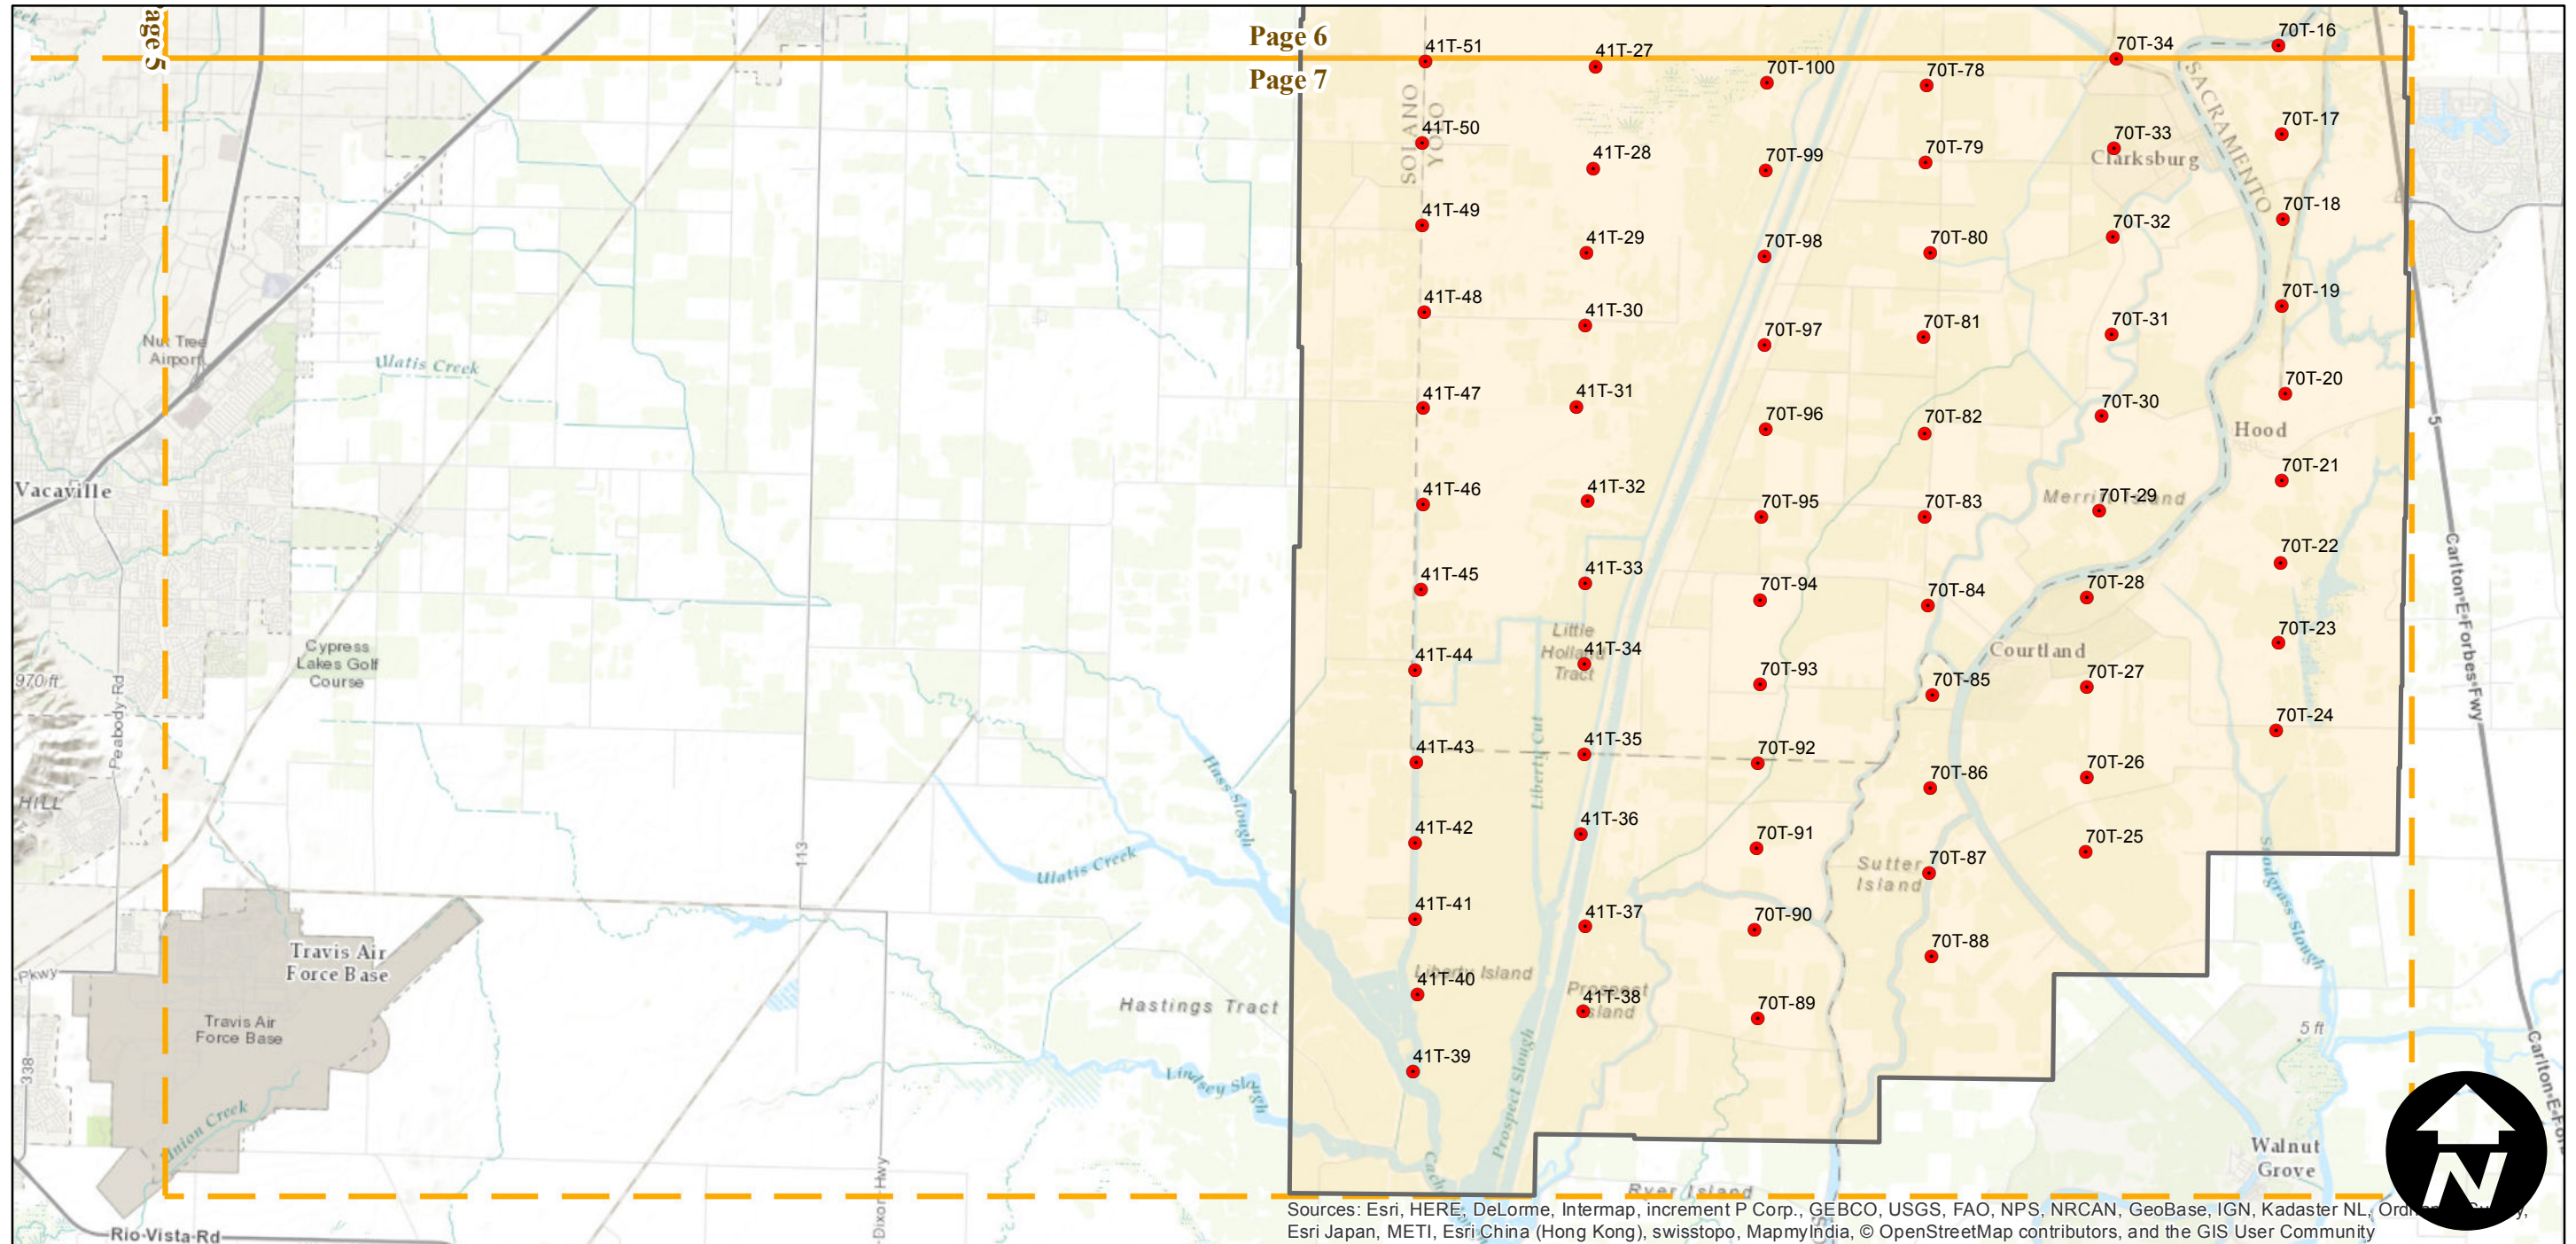 Page 5
Page 6
Page 7
41T-51
41T-27
70T-100
70T-78
70T-34
70T-16
SOLANO
YOLO
SACRAMENTO
41T-50
41T-28
70T-99
70T-79
70T-33
Clarksburg
70T-17
41T-49
41T-29
70T-98
70T-80
70T-32
70T-18
41T-48
41T-30
70T-97
70T-81
70T-31
70T-19
Nut Tree
Airport
Ulatis Creek
41T-47
41T-31
70T-96
70T-82
70T-30
70T-20
Hood
5
Vacaville
41T-46
41T-32
70T-95
70T-83
Merritt Island
70T-29
70T-21
41T-45
41T-33
70T-94
70T-84
70T-28
70T-22
Carlton-E-Forbes-Fwy
Cypress
Lakes Golf
Course
Little
Holland
Tract
41T-44
41T-34
70T-93
70T-85
Courtland
70T-27
70T-23
970 ft
Peabody Rd
41T-43
41T-35
Liberty Cut
70T-92
70T-86
70T-26
70T-24
HILL
Hass Slough
113
Ulatis Creek
41T-42
41T-36
70T-91
Sutter
Island
70T-87
70T-25
Snodgrass Slough
Travis Air
Force Base
41T-41
41T-37
70T-90
70T-88
Pkwy
Travis Air
Force Base
Hastings Tract
Liberty Island
41T-40
Prospect
Island
41T-38
70T-89
5 ft
338
Union Creek
Lindsey Slough
41T-39
Prospect Slough
Walnut
Grove
N
Dixon Hwy
Ryer Island
Rio-Vista-Rd
Sources: Esri, HERE, DeLorme, Intermap, increment P Corp., GEBCO, USGS, FAO, NPS, NRCAN, GeoBase, IGN, Kadaster NL,
Esri Japan, METI, Esri China (Hong Kong), swisstopo, MapmyIndia, © OpenStreetMap contributors, and the GIS User Community